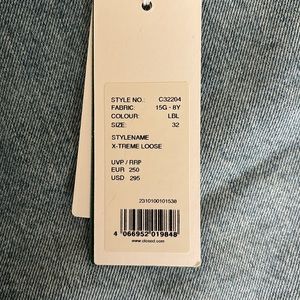 STYLE NO.: C32204
FABRIC: 15G - 8Y
COLOUR: LBL
SIZE: 32
STYLENAME
X-TREME LOOSE
UVP / RRP
EUR 250
USD 295
2310100101530
4 066952 019848
www.closed.com